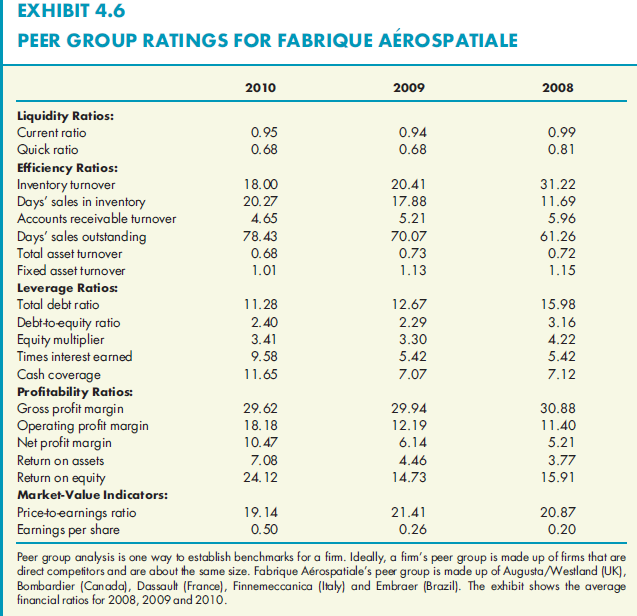 EXHIBIT 4.6
PEER GROUP RATINGS FOR FABRIQUE AÉROSPATIALE
2010 2009 2008
Liquidity Ratios:
Current ratio 0.95 0.94 0.99
Quick ratio 0.68 0.68 0.81
Efficiency Ratios:
Inventory turnover 18.00 20.41 31.22
Days' sales in inventory 20.27 17.88 11.69
Accounts receivable turnover 4.65 5.21 5.96
Days' sales outstanding 78.43 70.07 61.26
Total asset turnover 0.68 0.73 0.72
Fixed asset turnover 1.01 1.13 1.15
Leverage Ratios:
Total debt ratio 11.28 12.67 15.98
Debt-to-equity ratio 2.40 2.29 3.16
Equity multiplier 3.41 3.30 4.22
Times interest earned 9.58 5.42 5.42
Cash coverage 11.65 7.07 7.12
Profitability Ratios:
Gross profit margin 29.62 29.94 30.88
Operating profit margin 18.18 12.19 11.40
Net profit margin 10.47 6.14 5.21
Return on assets 7.08 4.46 3.77
Return on equity 24.12 14.73 15.91
Market-Value Indicators:
Price-to-earnings ratio 19.14 21.41 20.87
Earnings per share 0.50 0.26 0.20
Peer group analysis is one way to establish benchmarks for a firm. Ideally, a firm's peer group is made up of firms that are
direct competitors and are about the same size. Fabrique Aérospatiale's peer group is made up of Augusta/Westland (UK),
Bombardier (Canada), Dassault (France), Finnemeccanica (Italy) and Embraer (Brazil). The exhibit shows the average
financial ratios for 2008, 2009 and 2010.